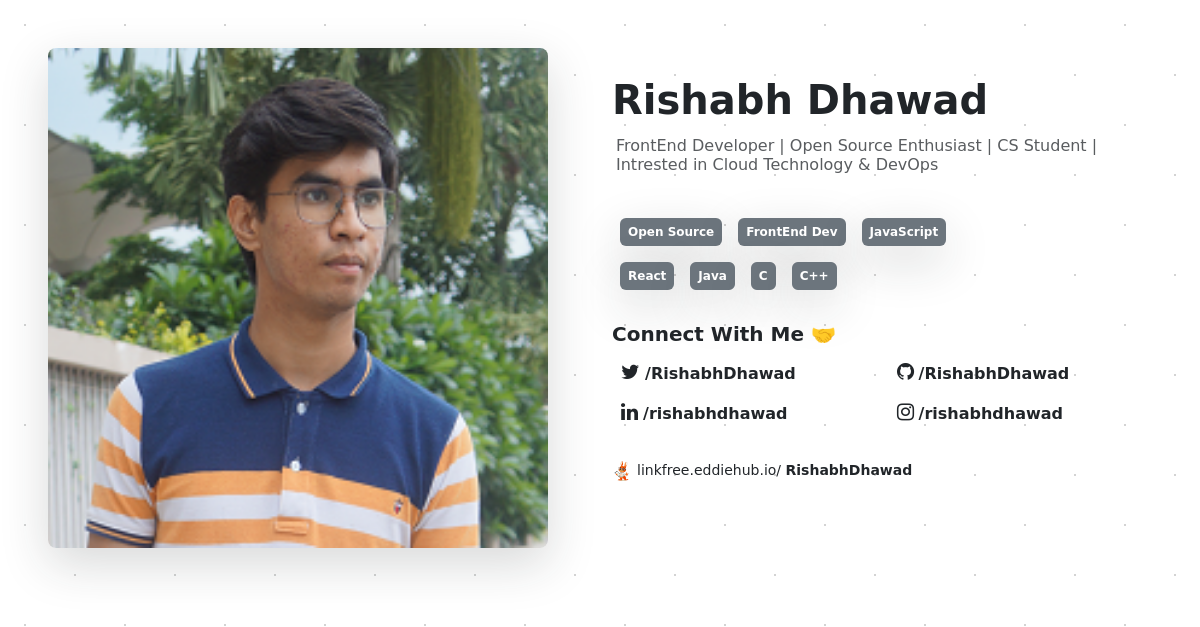 Rishabh Dhawad
FrontEnd Developer | Open Source Enthusiast | CS Student |
Intrested in Cloud Technology & DevOps
Open Source FrontEnd Dev JavaScript
React Java C C++
Connect With Me 🤝
/RishabhDhawad /RishabhDhawad
/rishabhdhawad /rishabhdhawad
linkfree.eddiehub.io/ RishabhDhawad